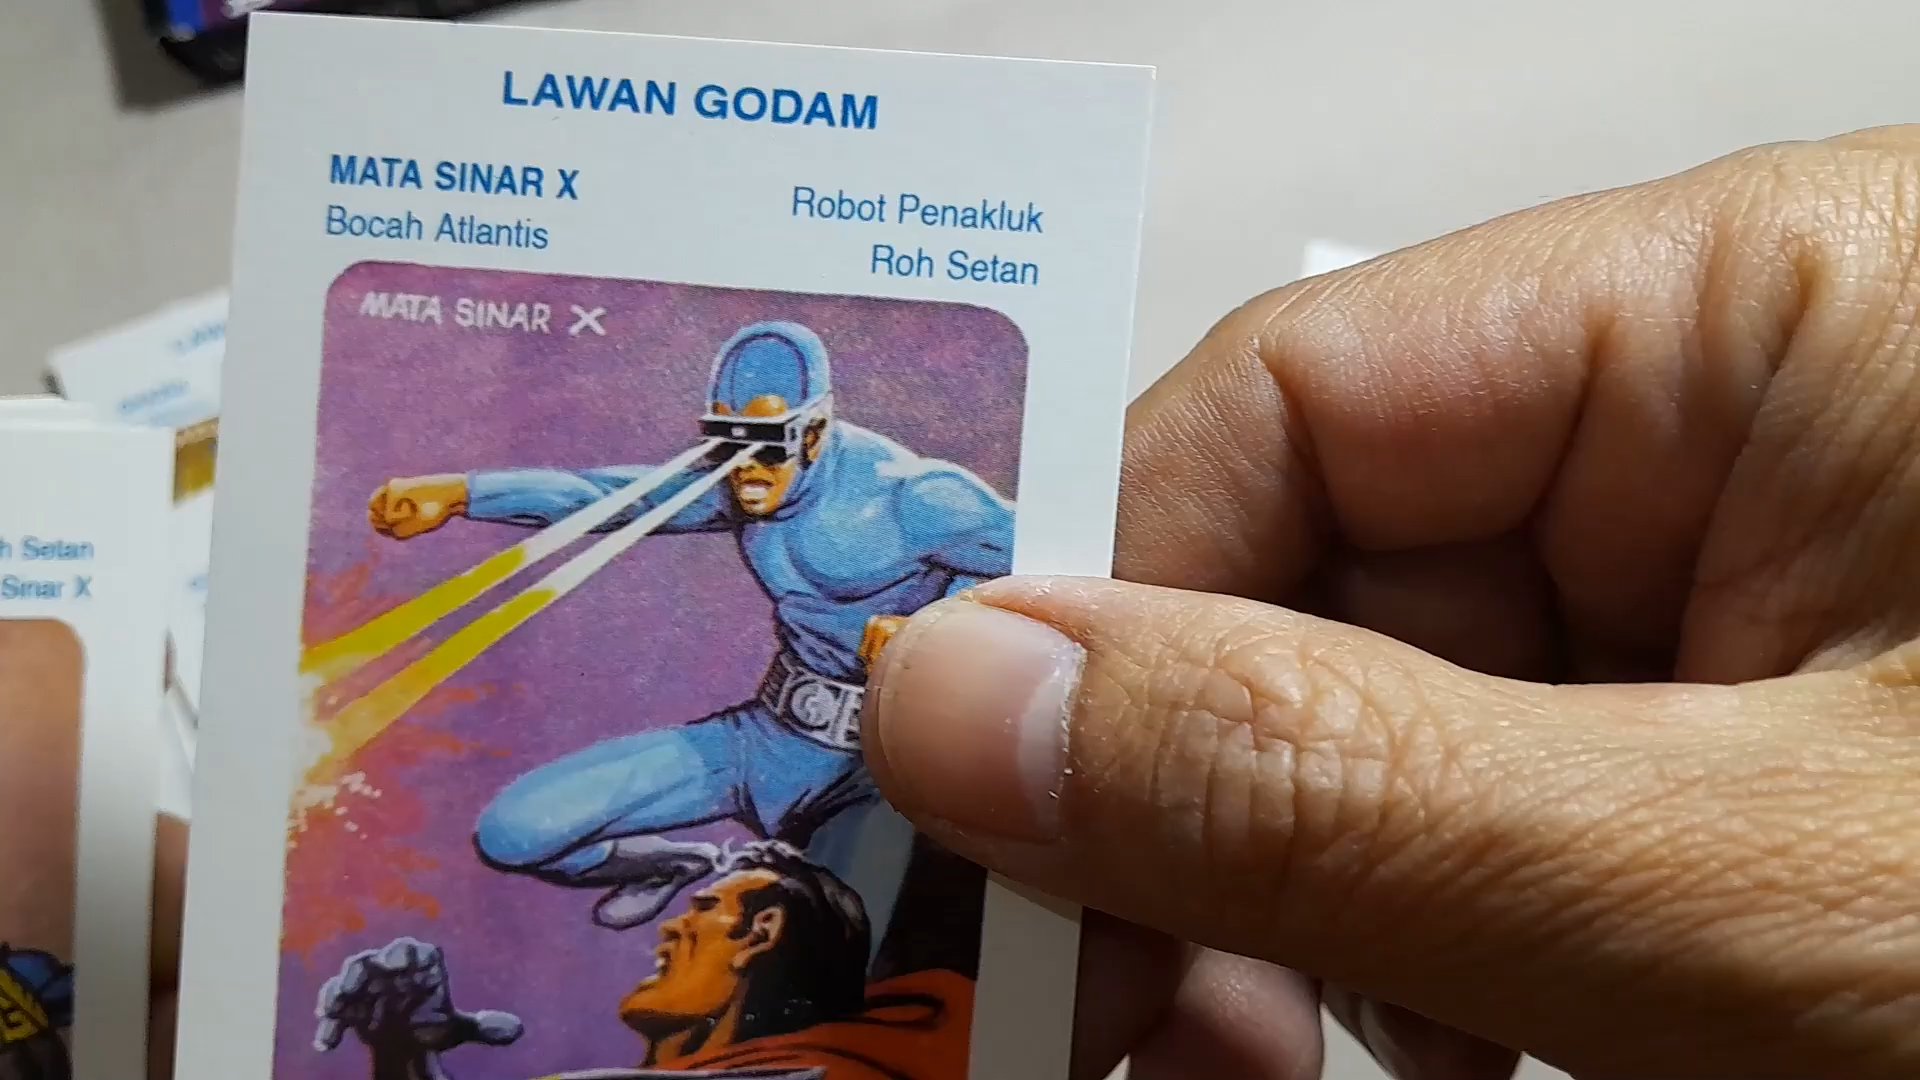 LAWAN GODAM
MATA SINAR X
Bocah Atlantis
Robot Penakluk
Roh Setan
MATA SINAR X
h Setan
Sinar X